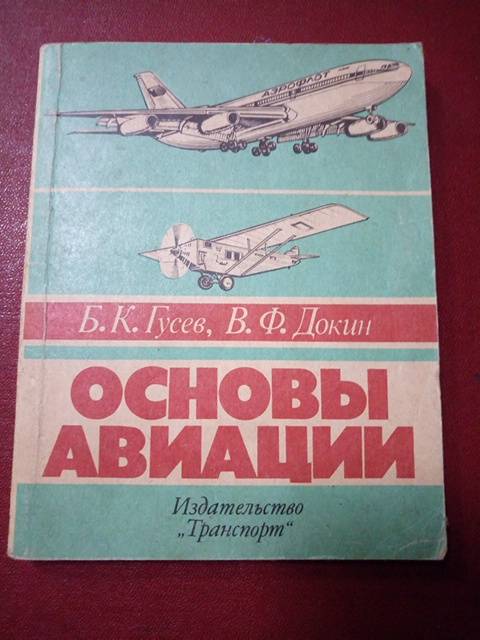 АЭРОФЛОТ
Б. К. Гусев, В. Ф. Докин
ОСНОВЫ
АВИАЦИИ
Издательство
„Транспорт“